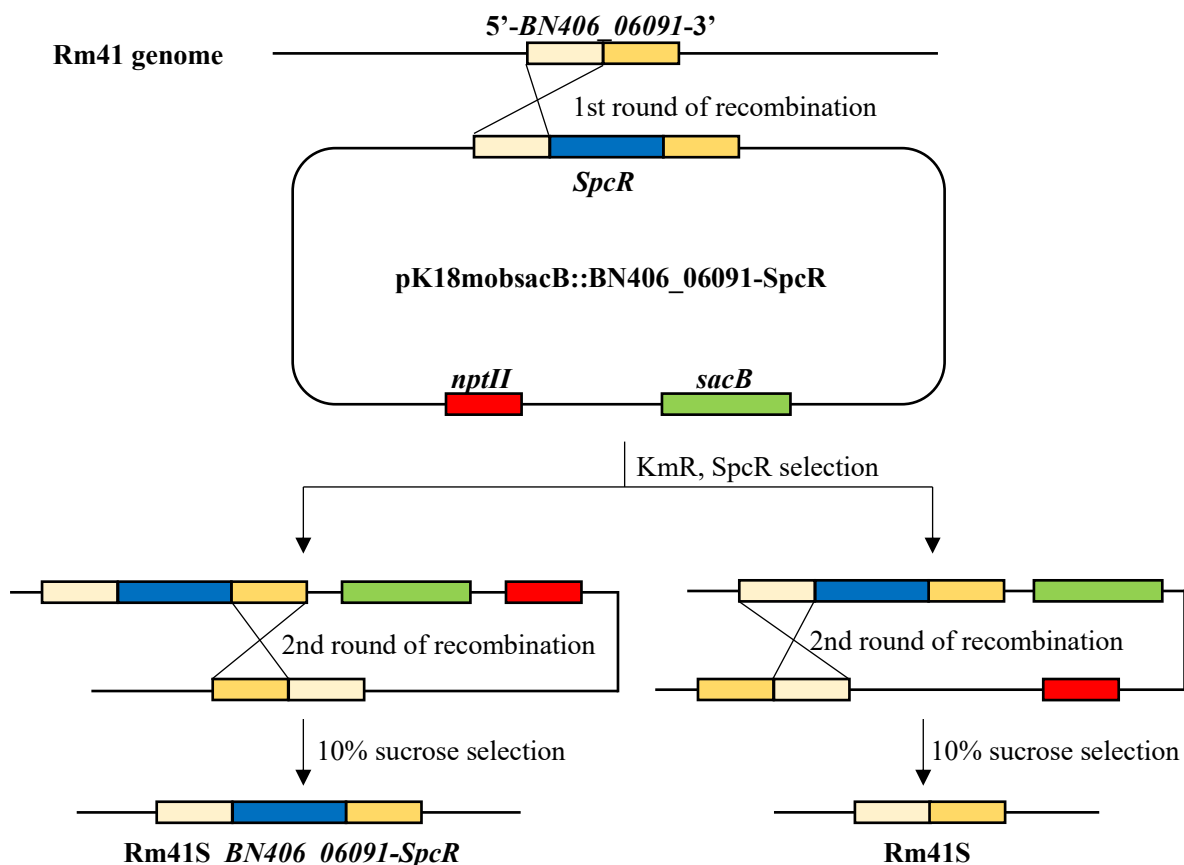 5’-BN406_06091-3’
Rm41 genome
1st round of recombination
SpcR
pK18mobsacB::BN406_06091-SpcR
nptII
sacB
KmR, SpcR selection
2nd round of recombination
2nd round of recombination
10% sucrose selection
10% sucrose selection
Rm41S_BN406_06091-SpcR
Rm41S